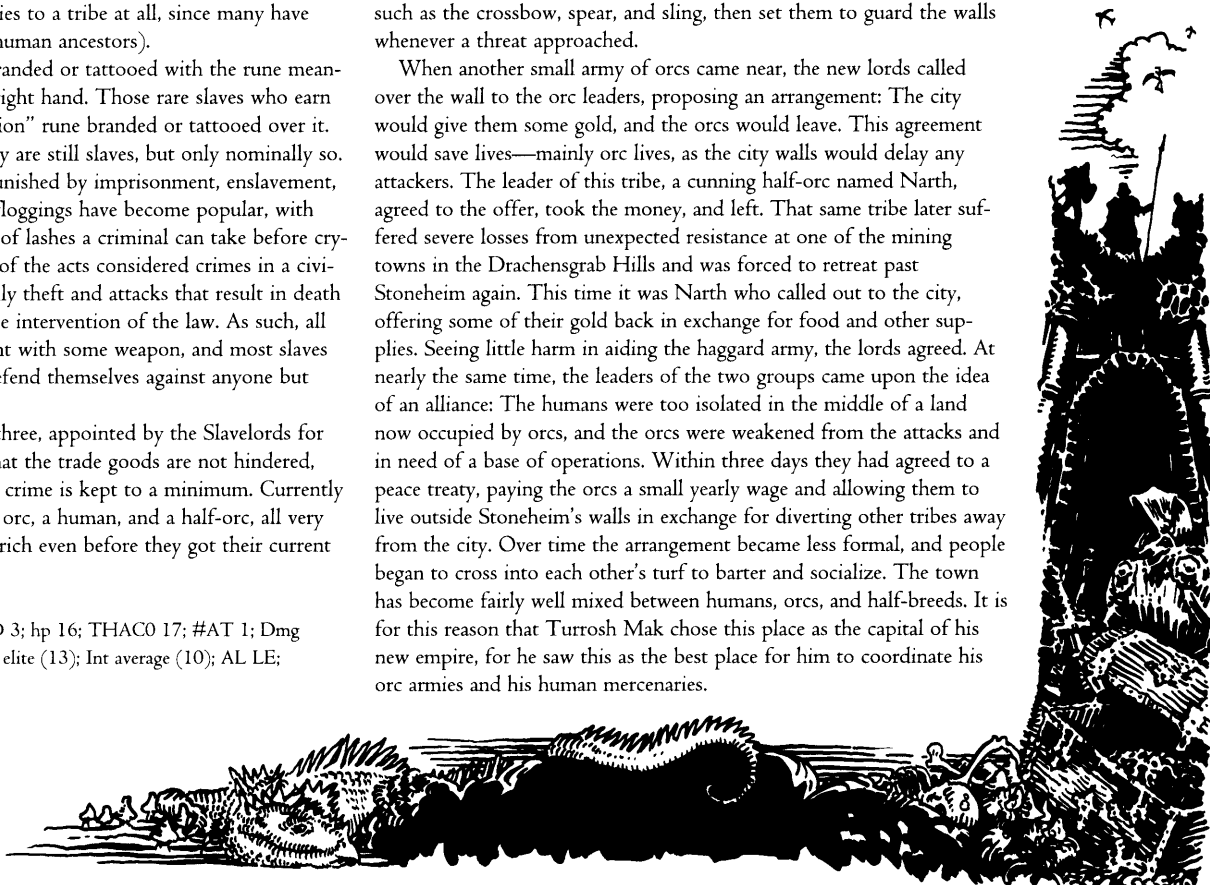 ies to a tribe at all, since many have
uman ancestors).
anded or tattooed with the rune mean-
ight hand. Those rare slaves who earn
ion” rune branded or tattooed over it.
y are still slaves, but only nominally so.
unished by imprisonment, enslavement,
loggings have become popular, with
of lashes a criminal can take before cry-
of the acts considered crimes in a civi-
ly theft and attacks that result in death
e intervention of the law. As such, all
nt with some weapon, and most slaves
efend themselves against anyone but
three, appointed by the Slavelords for
at the trade goods are not hindered,
crime is kept to a minimum. Currently
orc, a human, and a half-orc, all very
rich even before they got their current
3; hp 16; THAC0 17; #AT 1; Dmg
elite (13); Int average (10); AL LE;
such as the crossbow, spear, and sling, then set them to guard the walls
whenever a threat approached.
When another small army of orcs came near, the new lords called
over the wall to the orc leaders, proposing an arrangement: The city
would give them some gold, and the orcs would leave. This agreement
would save lives—mainly orc lives, as the city walls would delay any
attackers. The leader of this tribe, a cunning half-orc named Narth,
agreed to the offer, took the money, and left. That same tribe later suf-
fered severe losses from unexpected resistance at one of the mining
towns in the Drachensgrab Hills and was forced to retreat past
Stoneheim again. This time it was Narth who called out to the city,
offering some of their gold back in exchange for food and other sup-
plies. Seeing little harm in aiding the haggard army, the lords agreed. At
nearly the same time, the leaders of the two groups came upon the idea
of an alliance: The humans were too isolated in the middle of a land
now occupied by orcs, and the orcs were weakened from the attacks and
in need of a base of operations. Within three days they had agreed to a
peace treaty, paying the orcs a small yearly wage and allowing them to
live outside Stoneheim’s walls in exchange for diverting other tribes away
from the city. Over time the arrangement became less formal, and people
began to cross into each other’s turf to barter and socialize. The town
has become fairly well mixed between humans, orcs, and half-breeds. It is
for this reason that Turrosh Mak chose this place as the capital of his
new empire, for he saw this as the best place for him to coordinate his
orc armies and his human mercenaries.